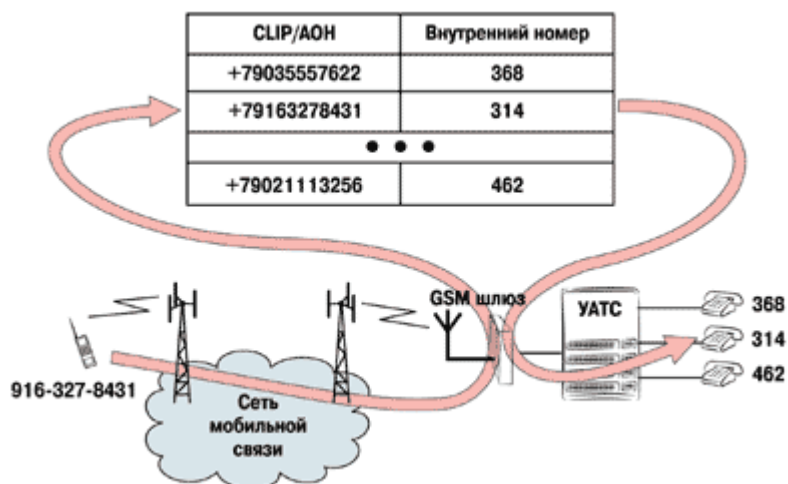 CLIP/АОН Внутренний номер
+79035557622 368
+79163278431 314
• • •
+79021113256 462
GSM шлюз
УАТС
368
314
462
916-327-8431
Сеть
мобильной
связи